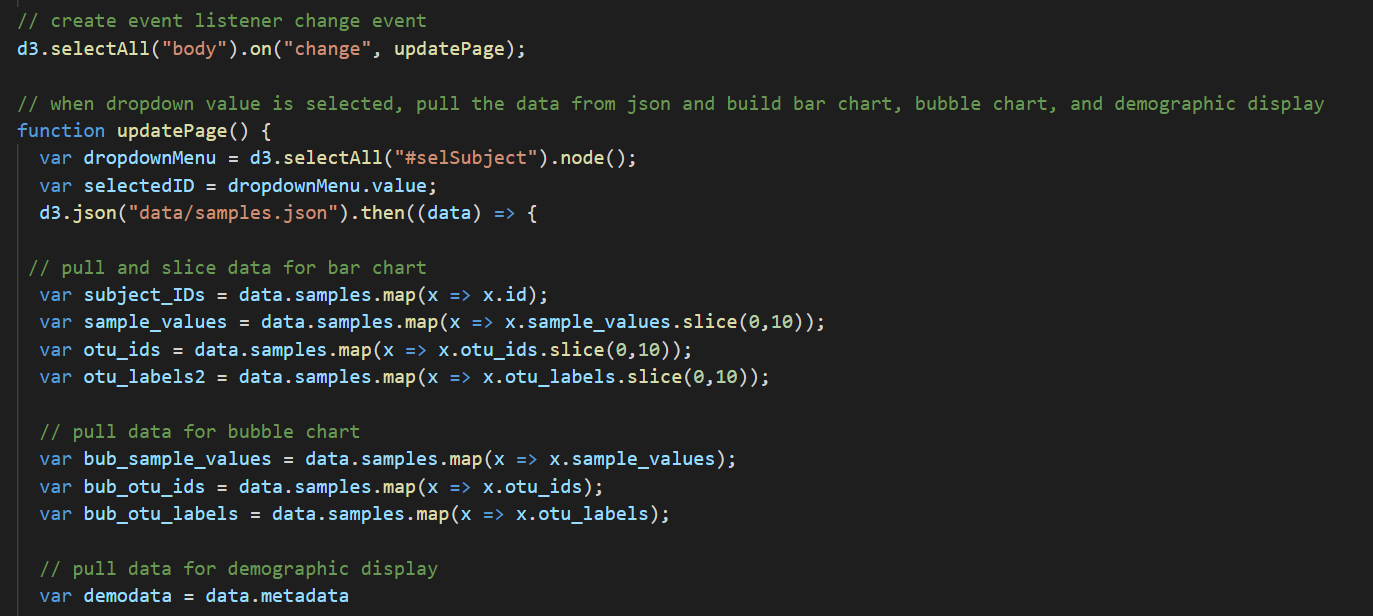 // create event listener change event
d3.selectAll("body").on("change", updatePage);
// when dropdown value is selected, pull the data from json and build bar chart, bubble chart, and demographic display
function updatePage() {
var dropdownMenu = d3.selectAll("#selSubject").node();
var selectedID = dropdownMenu.value;
d3.json("data/samples.json").then((data) => {
// pull and slice data for bar chart
var subject_IDs = data.samples.map(x => x.id);
var sample_values = data.samples.map(x => x.sample_values.slice(0,10));
var otu_ids = data.samples.map(x => x.otu_ids.slice(0,10));
var otu_labels2 = data.samples.map(x => x.otu_labels.slice(0,10));
// pull data for bubble chart
var bub_sample_values = data.samples.map(x => x.sample_values);
var bub_otu_ids = data.samples.map(x => x.otu_ids);
var bub_otu_labels = data.samples.map(x => x.otu_labels);
// pull data for demographic display
var demodata = data.metadata